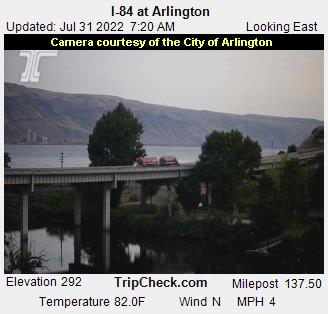 I-84 at Arlington
Updated: Jul 31 2022 7:20 AM Looking East
Camera courtesy of the City of Arlington
Elevation 292 TripCheck.com Milepost 137.50
Temperature 82.0F Wind N MPH 4